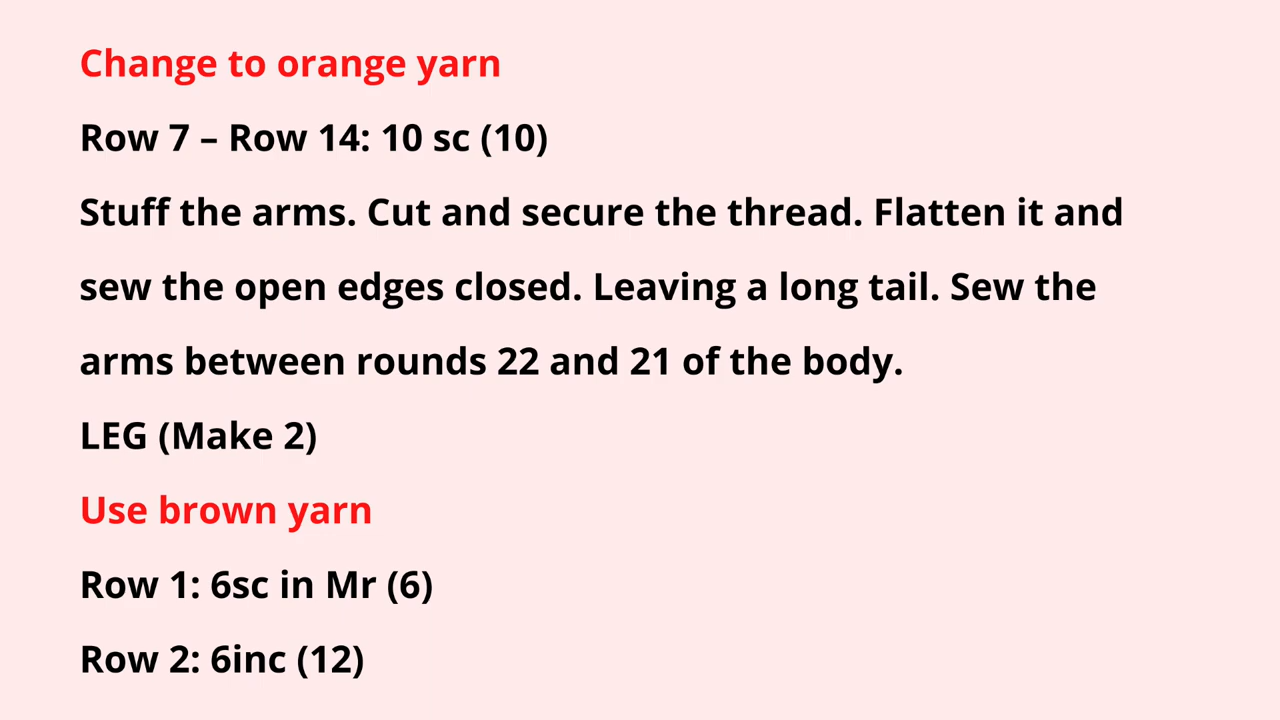 Change to orange yarn
Row 7 – Row 14: 10 sc (10)
Stuff the arms. Cut and secure the thread. Flatten it and
sew the open edges closed. Leaving a long tail. Sew the
arms between rounds 22 and 21 of the body.
LEG (Make 2)
Use brown yarn
Row 1: 6sc in Mr (6)
Row 2: 6inc (12)